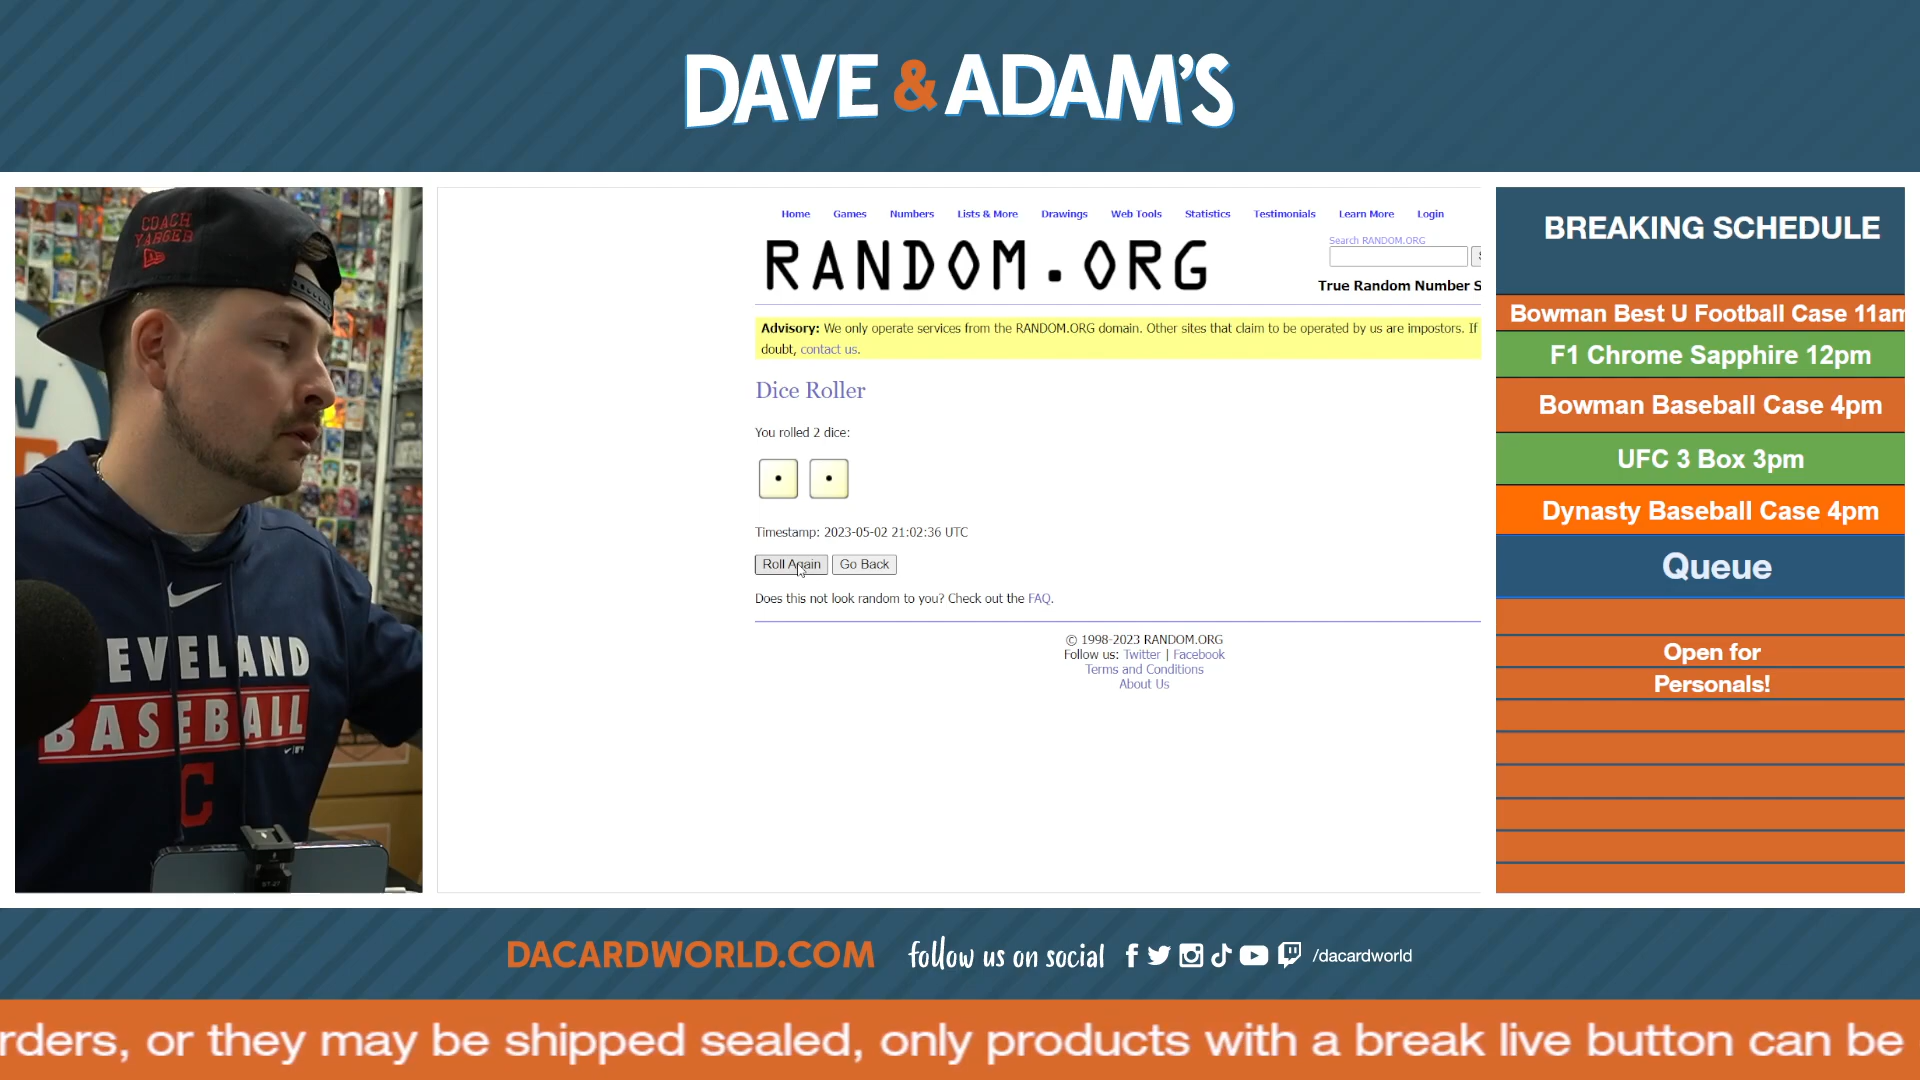 DAVE & ADAM'S
COACH
YARGER
EVELAND
BASEBALL
C
Home Games Numbers Lists & More Drawings Web Tools Statistics Testimonials Learn More Login
RANDOM.ORG
Search RANDOM.ORG
True Random Number S
Advisory: We only operate services from the RANDOM.ORG domain. Other sites that claim to be operated by us are impostors. If
doubt, contact us.
Dice Roller
You rolled 2 dice:
Timestamp: 2023-05-02 21:02:36 UTC
Roll Again Go Back
Does this not look random to you? Check out the FAQ.
© 1998-2023 RANDOM.ORG
Follow us: Twitter | Facebook
Terms and Conditions
About Us
BREAKING SCHEDULE
Bowman Best U Football Case 11am
F1 Chrome Sapphire 12pm
Bowman Baseball Case 4pm
UFC 3 Box 3pm
Dynasty Baseball Case 4pm
Queue
Open for
Personals!
DACARDWORLD.COM follow us on social /dacardworld
rders, or they may be shipped sealed, only products with a break live button can be